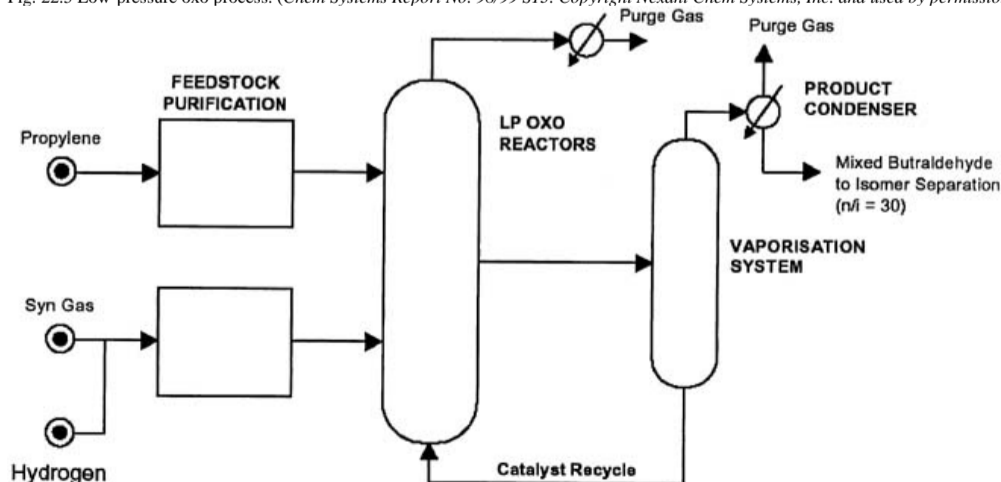 Fig. 22.3 Low pressure oxo process. (Chem Systems Report No. 98/99 S15. Copyright Nexant Chem Systems, Inc. and used by permission
Purge Gas
Purge Gas
FEEDSTOCK
PURIFICATION
PRODUCT
CONDENSER
LP OXO
REACTORS
Propylene
Mixed Butraldehyde
to Isomer Separation
(n/i = 30)
VAPORISATION
SYSTEM
Syn Gas
Catalyst Recycle
Hydrogen